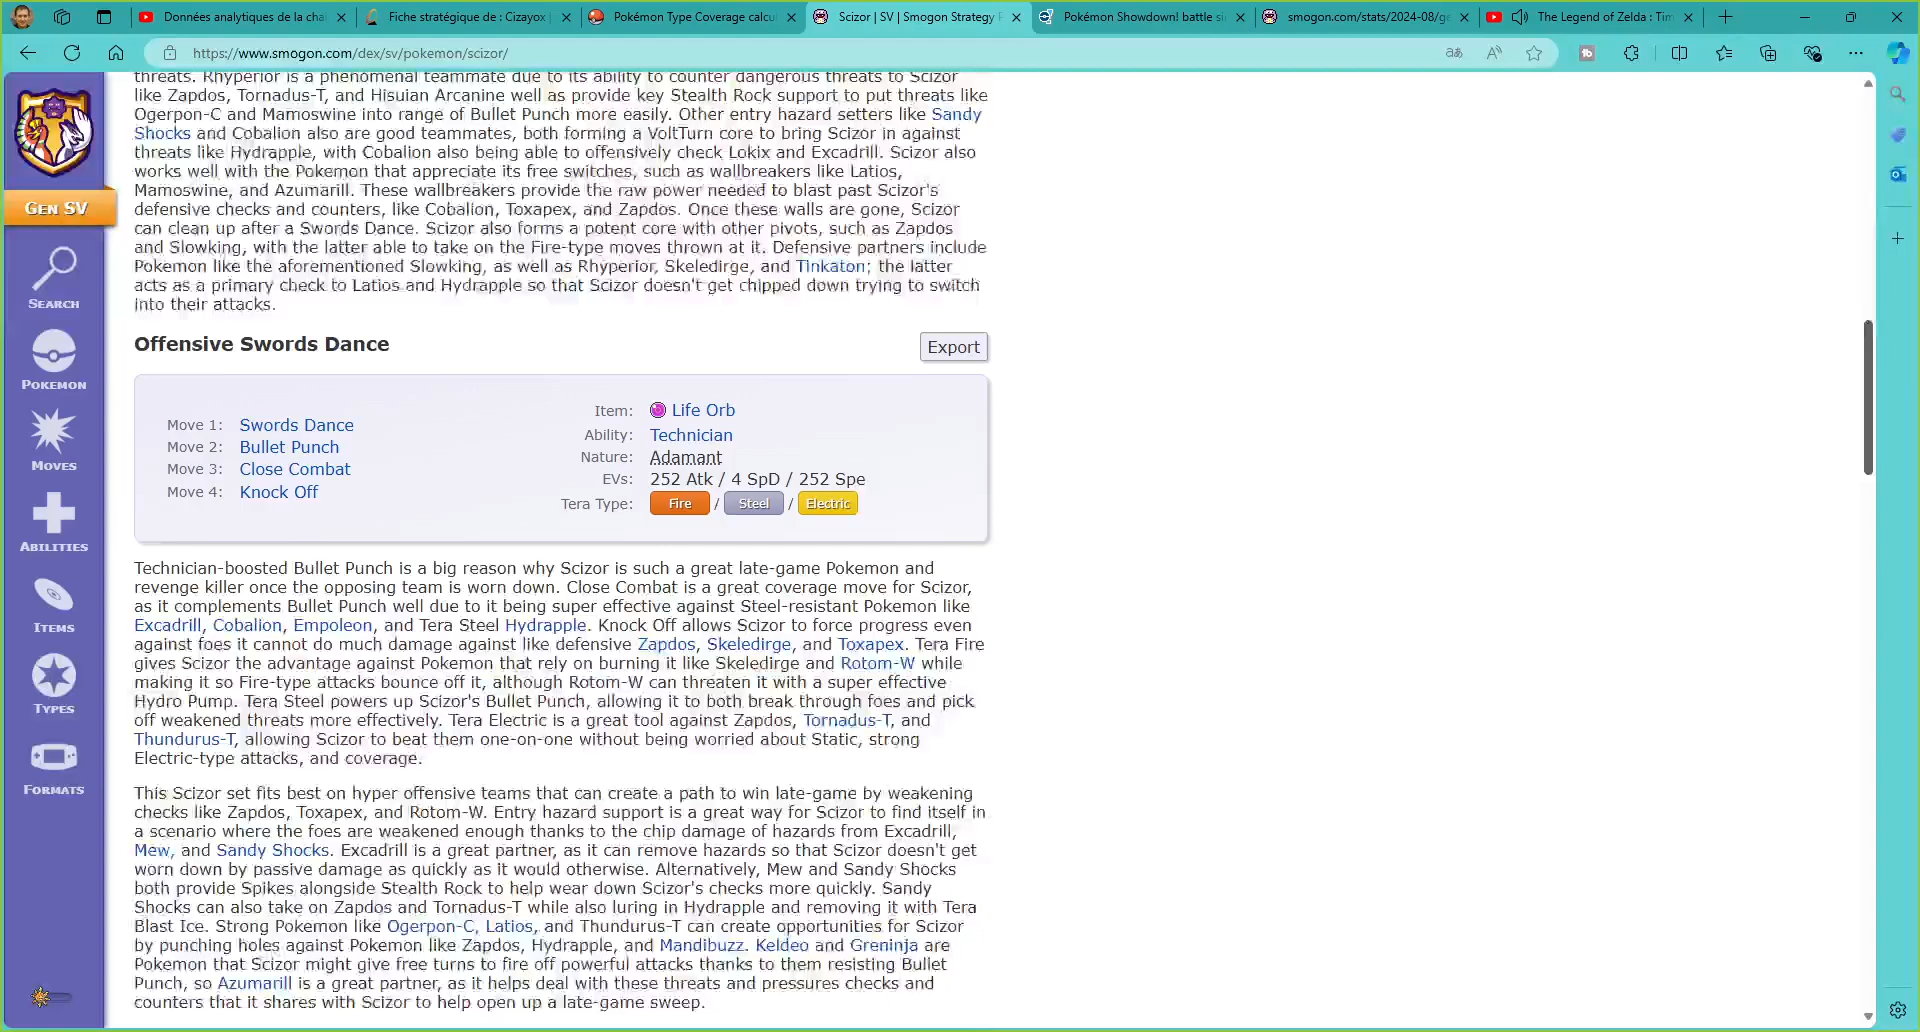 Données analytiques de la cha
Fiche stratégique de : Cizayox |
Pokémon Type Coverage calcu
Scizor | SV | Smogon Strategy P
Pokémon Showdown! battle si
smogon.com/stats/2024-08/ge
The Legend of Zelda : Tim
https://www.smogon.com/dex/sv/pokemon/scizor/
threats. Rhyperior is a phenomenal teammate due to its ability to counter dangerous threats to Scizor
like Zapdos, Tornadus-T, and Hisuian Arcanine well as provide key Stealth Rock support to put threats like
Ogerpon-C and Mamoswine into range of Bullet Punch more easily. Other entry hazard setters like Sandy
Shocks and Cobalion also are good teammates, both forming a VoltTurn core to bring Scizor in against
threats like Hydrapple, with Cobalion also being able to offensively check Lokix and Excadrill. Scizor also
works well with the Pokemon that appreciate its free switches, such as wallbreakers like Latios,
Mamoswine, and Azumarill. These wallbreakers provide the raw power needed to blast past Scizor's
defensive checks and counters, like Cobalion, Toxapex, and Zapdos. Once these walls are gone, Scizor
can clean up after a Swords Dance. Scizor also forms a potent core with other pivots, such as Zapdos
and Slowking, with the latter able to take on the Fire-type moves thrown at it. Defensive partners include
Pokemon like the aforementioned Slowking, as well as Rhyperior, Skeledirge, and Tinkaton; the latter
acts as a primary check to Latios and Hydrapple so that Scizor doesn't get chipped down trying to switch
into their attacks.
GEN SV
SEARCH
POKEMON
MOVES
ABILITIES
ITEMS
TYPES
FORMATS
Offensive Swords Dance
Export
Move 1: Swords Dance
Move 2: Bullet Punch
Move 3: Close Combat
Move 4: Knock Off
Item: Life Orb
Ability: Technician
Nature: Adamant
EVs: 252 Atk / 4 SpD / 252 Spe
Tera Type: Fire / Steel / Electric
Technician-boosted Bullet Punch is a big reason why Scizor is such a great late-game Pokemon and
revenge killer once the opposing team is worn down. Close Combat is a great coverage move for Scizor,
as it complements Bullet Punch well due to it being super effective against Steel-resistant Pokemon like
Excadrill, Cobalion, Empoleon, and Tera Steel Hydrapple. Knock Off allows Scizor to force progress even
against foes it cannot do much damage against like defensive Zapdos, Skeledirge, and Toxapex. Tera Fire
gives Scizor the advantage against Pokemon that rely on burning it like Skeledirge and Rotom-W while
making it so Fire-type attacks bounce off it, although Rotom-W can threaten it with a super effective
Hydro Pump. Tera Steel powers up Scizor's Bullet Punch, allowing it to both break through foes and pick
off weakened threats more effectively. Tera Electric is a great tool against Zapdos, Tornadus-T, and
Thundurus-T, allowing Scizor to beat them one-on-one without being worried about Static, strong
Electric-type attacks, and coverage.
This Scizor set fits best on hyper offensive teams that can create a path to win late-game by weakening
checks like Zapdos, Toxapex, and Rotom-W. Entry hazard support is a great way for Scizor to find itself in
a scenario where the foes are weakened enough thanks to the chip damage of hazards from Excadrill,
Mew, and Sandy Shocks. Excadrill is a great partner, as it can remove hazards so that Scizor doesn't get
worn down by passive damage as quickly as it would otherwise. Alternatively, Mew and Sandy Shocks
both provide Spikes alongside Stealth Rock to help wear down Scizor's checks more quickly. Sandy
Shocks can also take on Zapdos and Tornadus-T while also luring in Hydrapple and removing it with Tera
Blast Ice. Strong Pokemon like Ogerpon-C, Latios, and Thundurus-T can create opportunities for Scizor
by punching holes against Pokemon like Zapdos, Hydrapple, and Mandibuzz. Keldeo and Greninja are
Pokemon that Scizor might give free turns to fire off powerful attacks thanks to them resisting Bullet
Punch, so Azumarill is a great partner, as it helps deal with these threats and pressures checks and
counters that it shares with Scizor to help open up a late-game sweep.